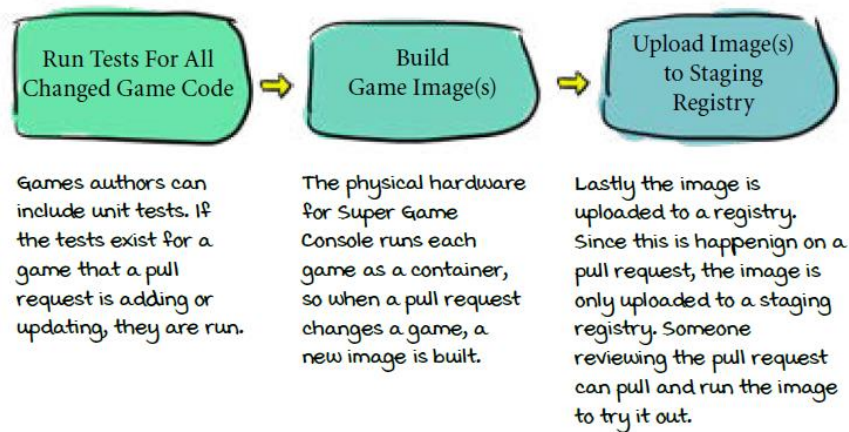 Run Tests For All
Changed Game Code
Build
Game Image(s)
Upload Image(s)
to Staging
Registry
Games authors can
include unit tests. If
the tests exist for a
game that a pull
request is adding or
updating, they are run.
The physical hardware
for Super Game
Console runs each
game as a container,
so when a pull request
changes a game, a
new image is built.
Lastly the image is
uploaded to a registry.
Since this is happenign on a
pull request, the image is
only uploaded to a staging
registry. Someone
reviewing the pull request
can pull and run the image
to try it out.